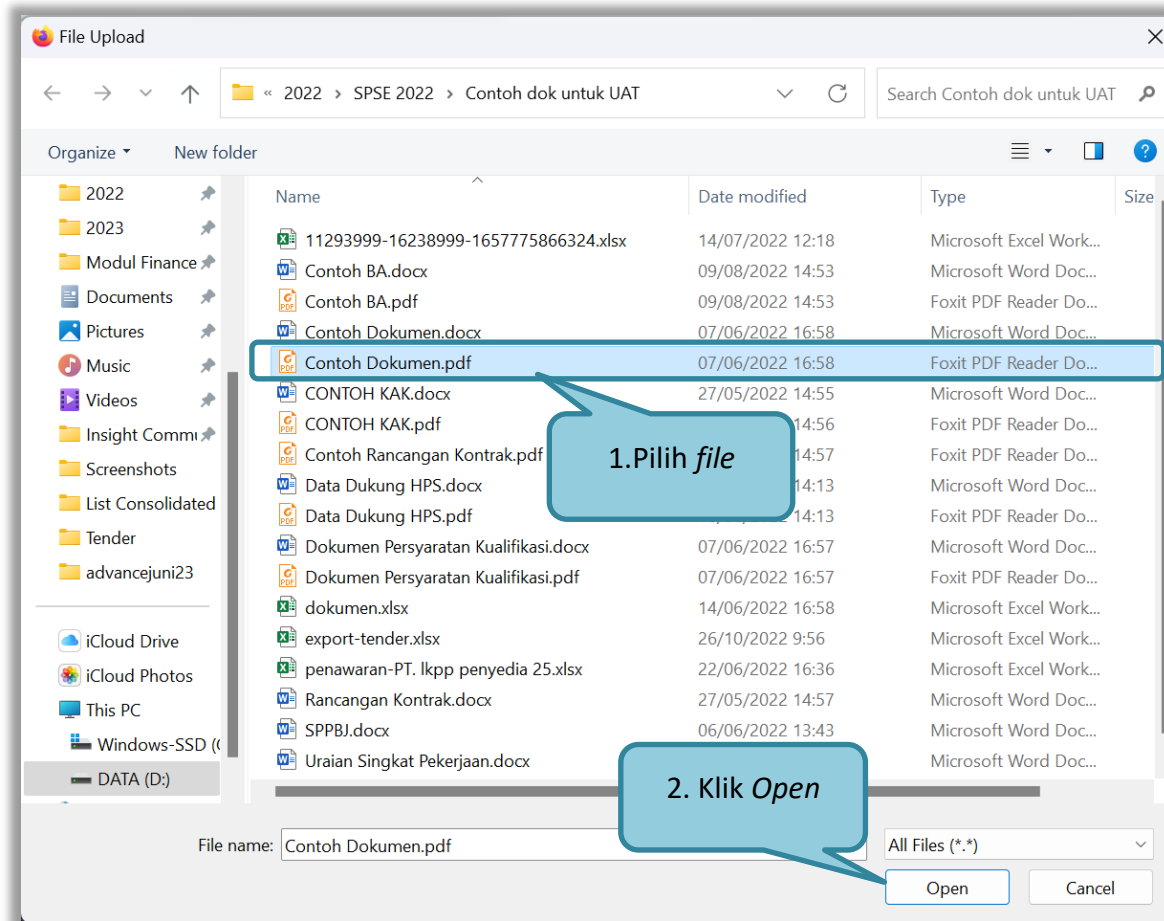 File Upload
« 2022 › SPSE 2022 › Contoh dok untuk UAT
Search Contoh dok untuk UAT
Organize New folder
2022
2023
Modul Finance
Documents
Pictures
Music
Videos
Insight Commu
Screenshots
List Consolidated
Tender
advancejuni23
iCloud Drive
iCloud Photos
This PC
Windows-SSD (
DATA (D:)
Name Date modified Type Size
11293999-16238999-1657775866324.xlsx 14/07/2022 12:18 Microsoft Excel Work...
Contoh BA.docx 09/08/2022 14:53 Microsoft Word Doc...
Contoh BA.pdf 09/08/2022 14:53 Foxit PDF Reader Do...
Contoh Dokumen.docx 07/06/2022 16:58 Microsoft Word Doc...
Contoh Dokumen.pdf 07/06/2022 16:58 Foxit PDF Reader Do...
CONTOH KAK.docx 27/05/2022 14:55 Microsoft Word Doc...
CONTOH KAK.pdf 14:56 Foxit PDF Reader Do...
Contoh Rancangan Kontrak.pdf 14:57 Foxit PDF Reader Do...
Data Dukung HPS.docx 14:13 Microsoft Word Doc...
Data Dukung HPS.pdf 14:13 Foxit PDF Reader Do...
Dokumen Persyaratan Kualifikasi.docx 07/06/2022 16:57 Microsoft Word Doc...
Dokumen Persyaratan Kualifikasi.pdf 07/06/2022 16:57 Foxit PDF Reader Do...
dokumen.xlsx 14/06/2022 16:58 Microsoft Excel Work...
export-tender.xlsx 26/10/2022 9:56 Microsoft Excel Work...
penawaran-PT. lkpp penyedia 25.xlsx 22/06/2022 16:36 Microsoft Excel Work...
Rancangan Kontrak.docx 27/05/2022 14:57 Microsoft Word Doc...
SPPBJ.docx 06/06/2022 13:43 Microsoft Word Doc...
Uraian Singkat Pekerjaan.docx Microsoft Word Doc...
1.Pilih file
2. Klik Open
File name: Contoh Dokumen.pdf All Files (*.*)
Open Cancel